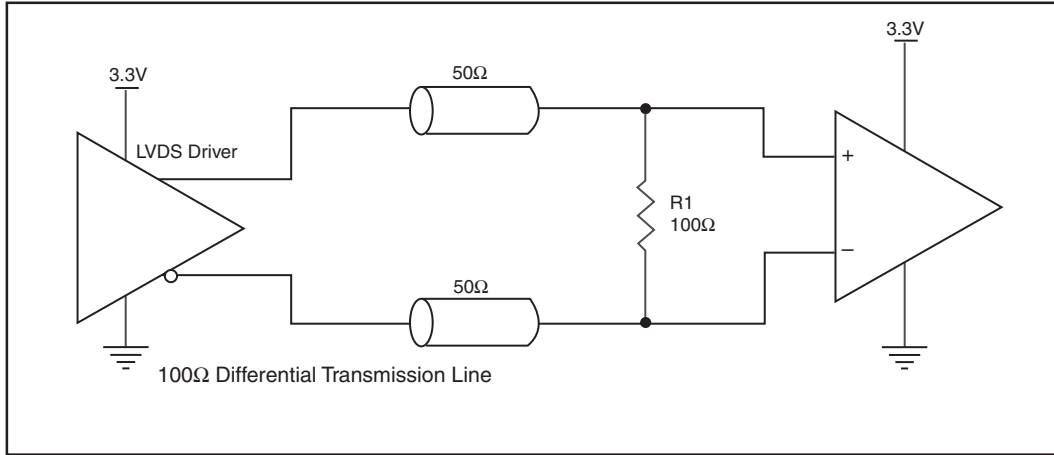 3.3V
3.3V
50Ω
LVDS Driver
+
R1
100Ω
−
50Ω
100Ω Differential Transmission Line